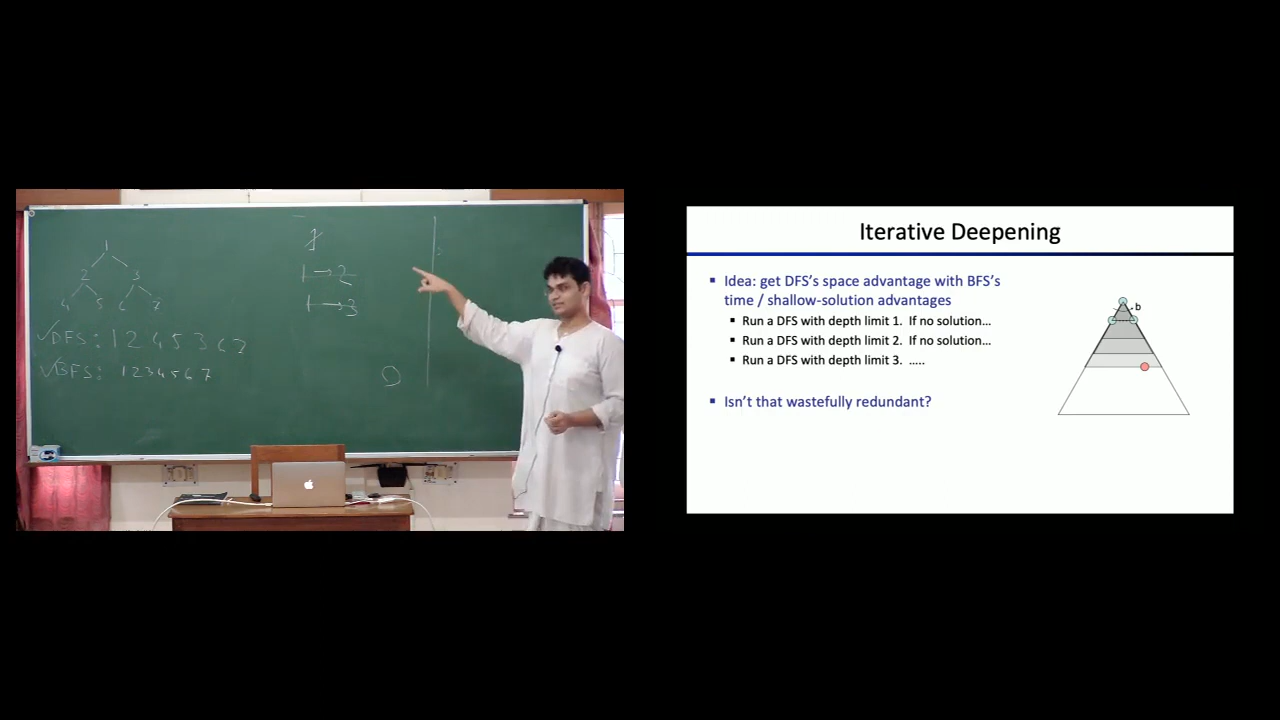 1
2 3
4 5 6 7
✓DFS: 1 2 4 5 3 6 7
✓BFS: 1 2 3 4 5 6 7
1
1→2
1→3
Iterative Deepening
▪ Idea: get DFS's space advantage with BFS's
time / shallow-solution advantages
▪ Run a DFS with depth limit 1. If no solution…
▪ Run a DFS with depth limit 2. If no solution…
▪ Run a DFS with depth limit 3. …..
▪ Isn't that wastefully redundant?
b